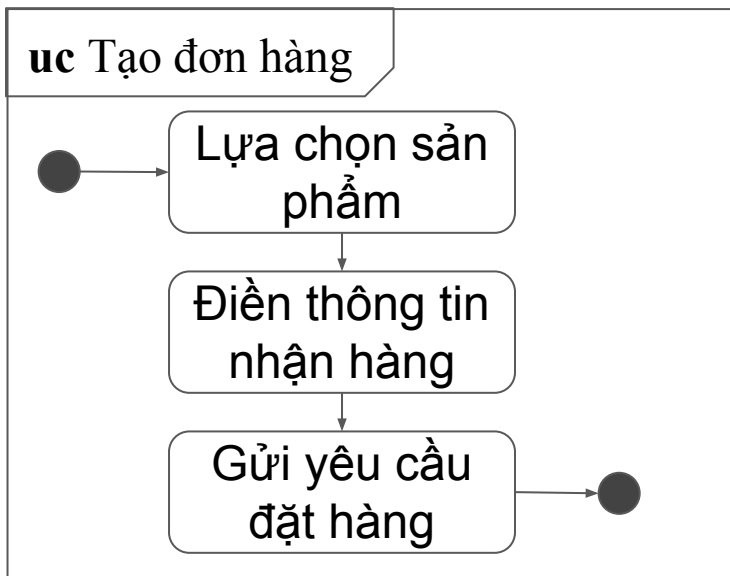 uc Tạo đơn hàng
Lựa chọn sản
phẩm
Điền thông tin
nhận hàng
Gửi yêu cầu
đặt hàng